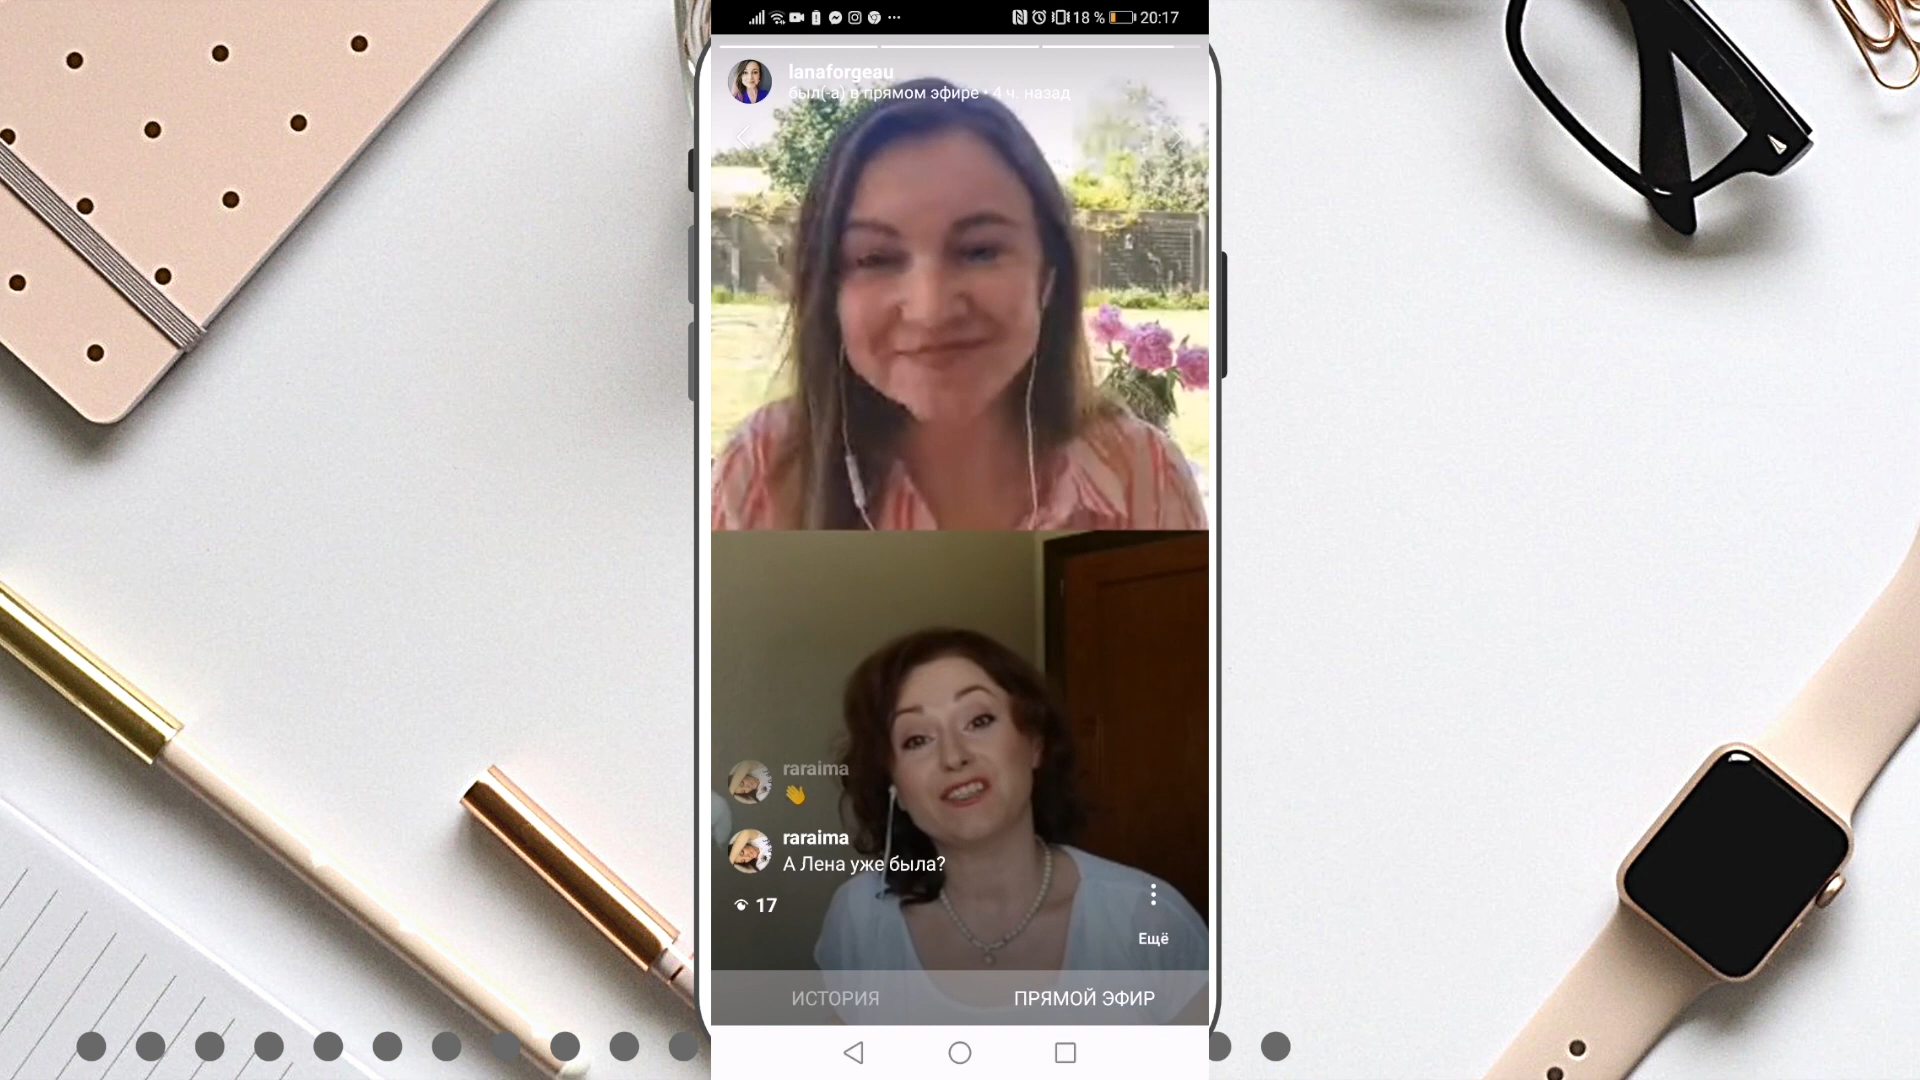 18 % 20:17
lanaforgeau
был(-а) в прямом эфире • 4 ч. назад
raraima
👋
raraima
А Лена уже была?
17
Ещё
ИСТОРИЯ ПРЯМОЙ ЭФИР